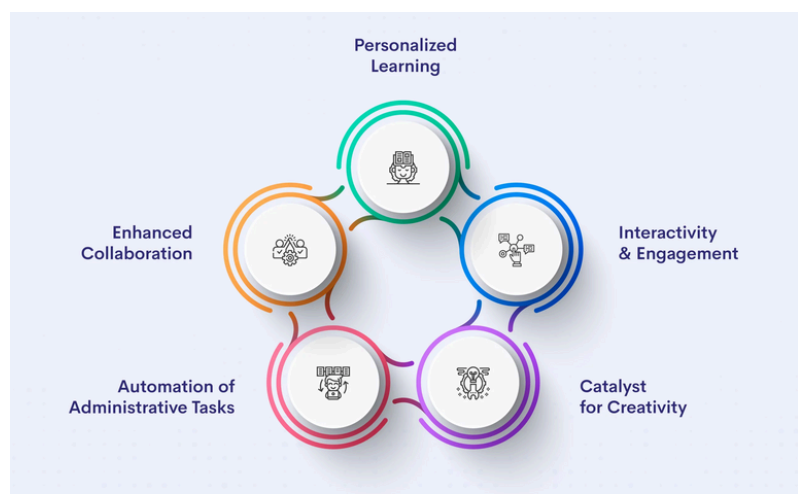 Personalized
Learning
Enhanced
Collaboration
Interactivity
& Engagement
Automation of
Administrative Tasks
Catalyst
for Creativity